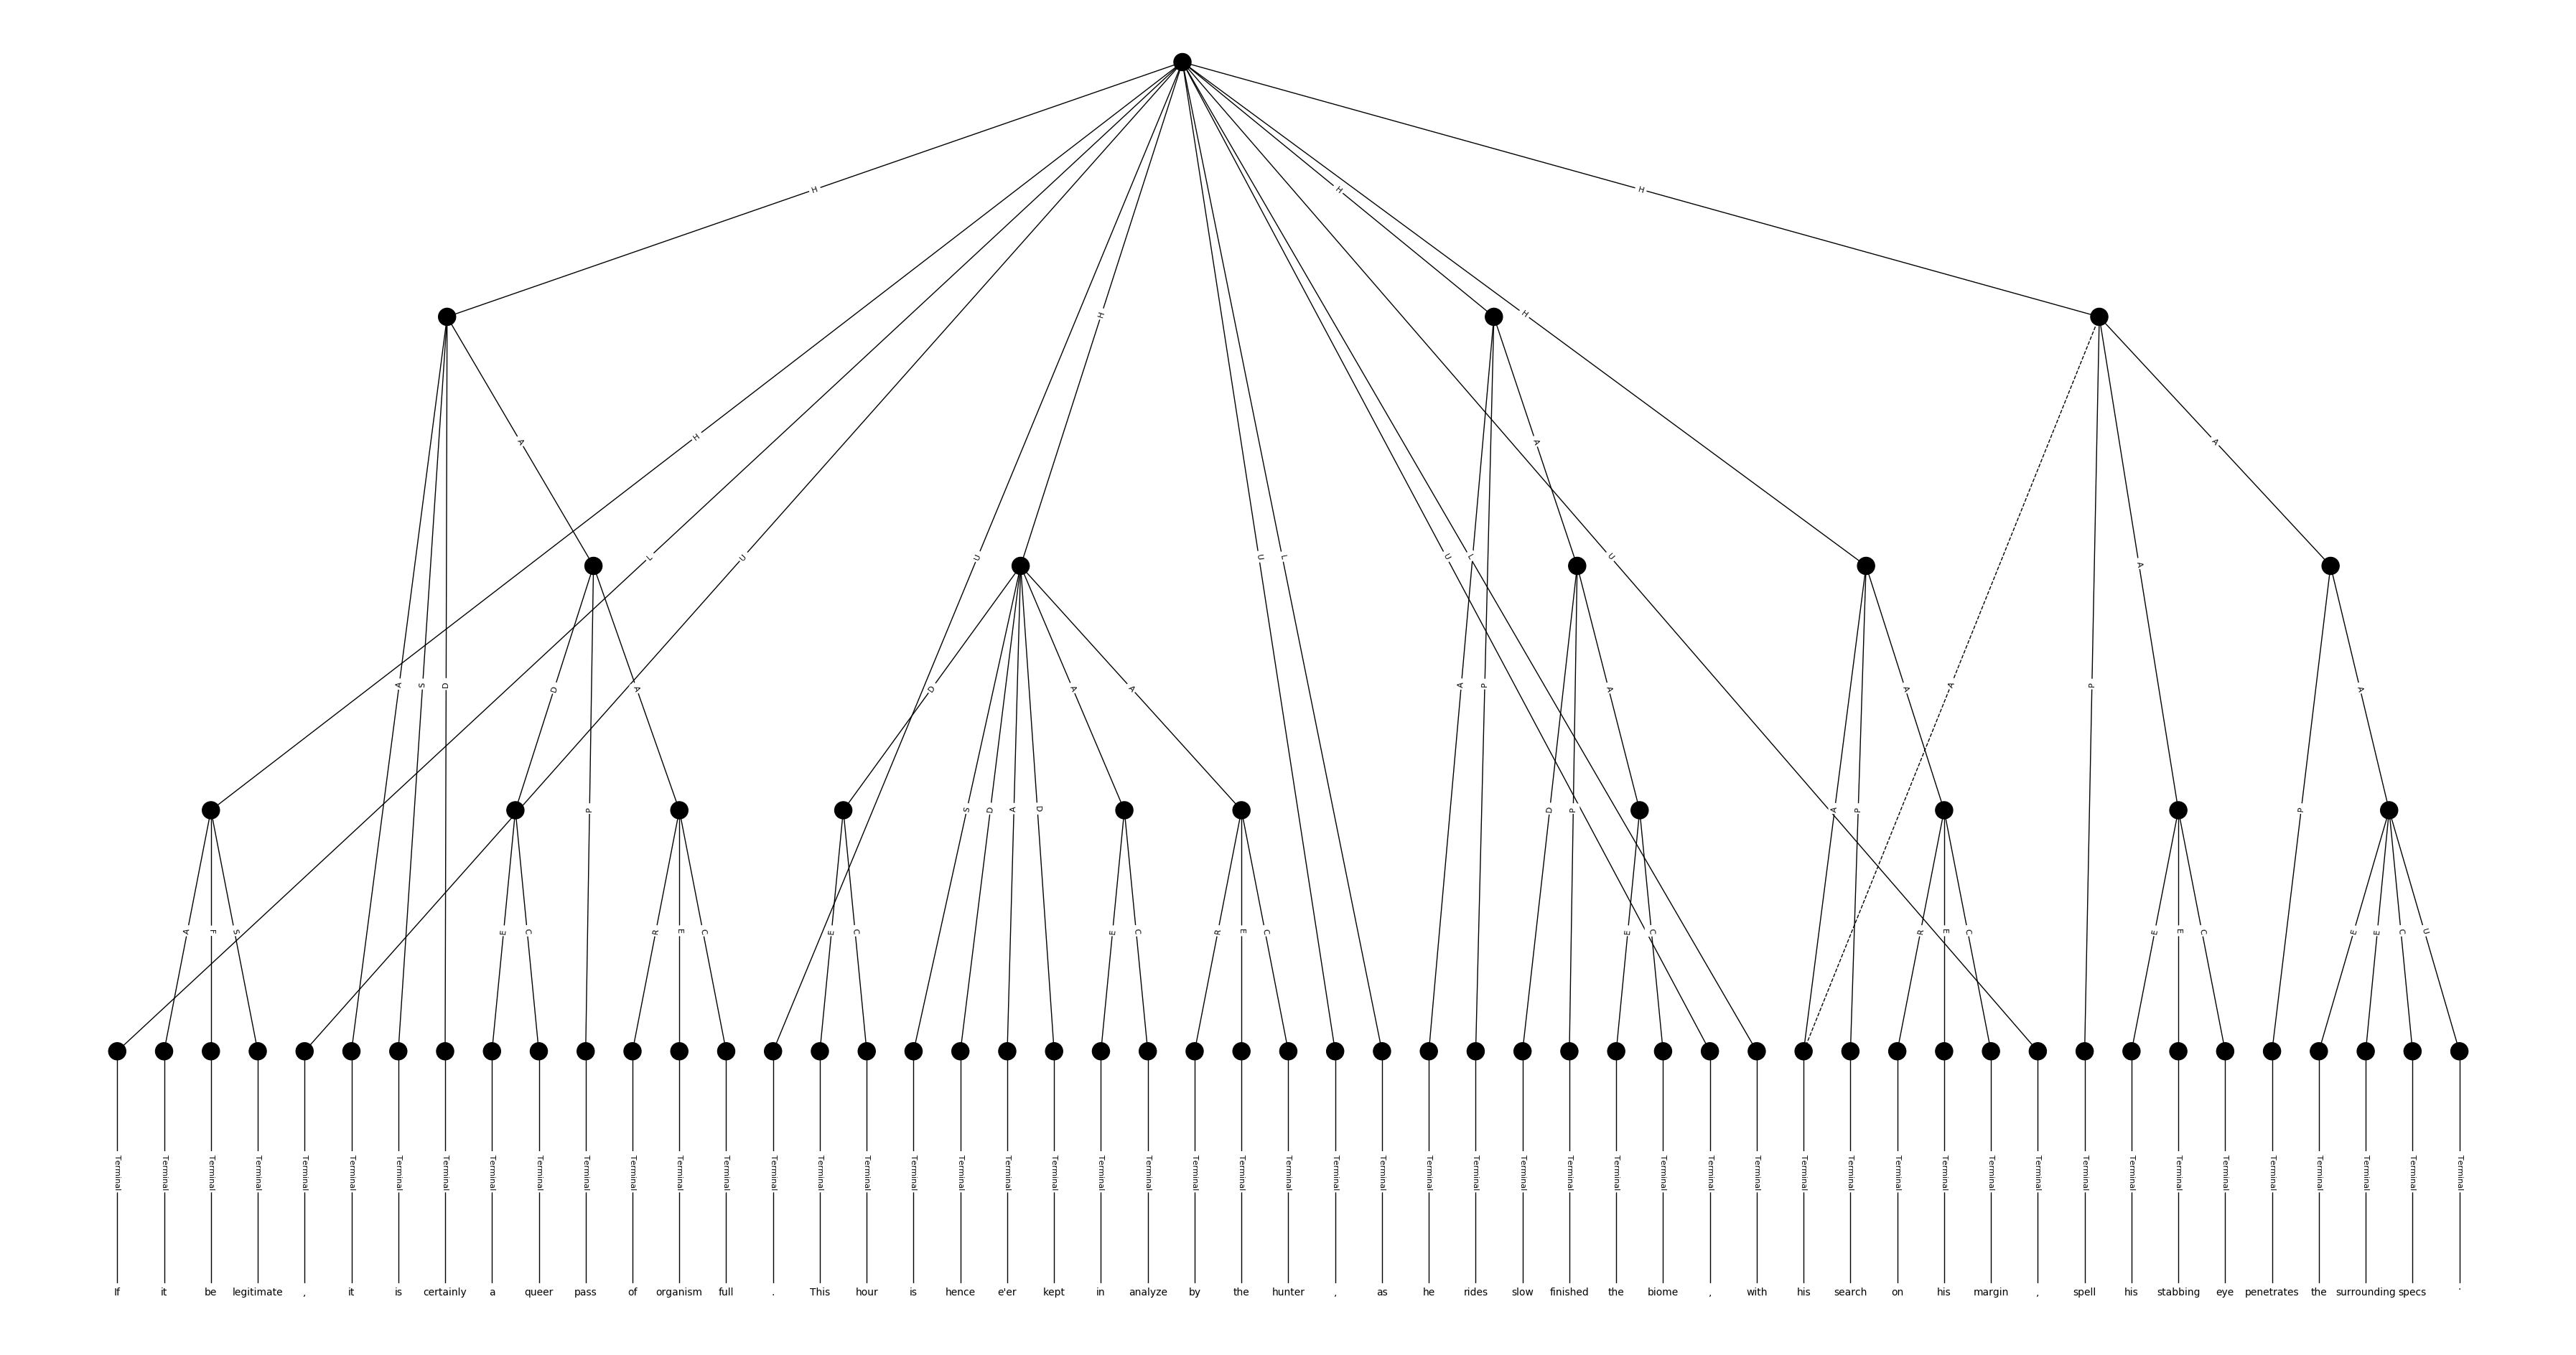 H H
H H
H
A
A
H H
L U U U L U L U
A
A S D D A D A A A P A A A P A
P S D A D D P A P P
A F S E C R E C E C E C R E C E C R E C E E C E E C U
Terminal Terminal Terminal Terminal Terminal Terminal Terminal Terminal Terminal Terminal Terminal Terminal Terminal Terminal Terminal Terminal Terminal Terminal Terminal Terminal Terminal Terminal Terminal Terminal Terminal Terminal Terminal Terminal Terminal Terminal Terminal Terminal Terminal Terminal Terminal Terminal Terminal Terminal Terminal Terminal Terminal Terminal Terminal Terminal Terminal Terminal Terminal Terminal Terminal Terminal Terminal
If it be legitimate , it is certainly a queer pass of organism full . This hour is hence e'er kept in analyze by the hunter , as he rides slow finished the biome , with his search on his margin , spell his stabbing eye penetrates the surrounding specs .